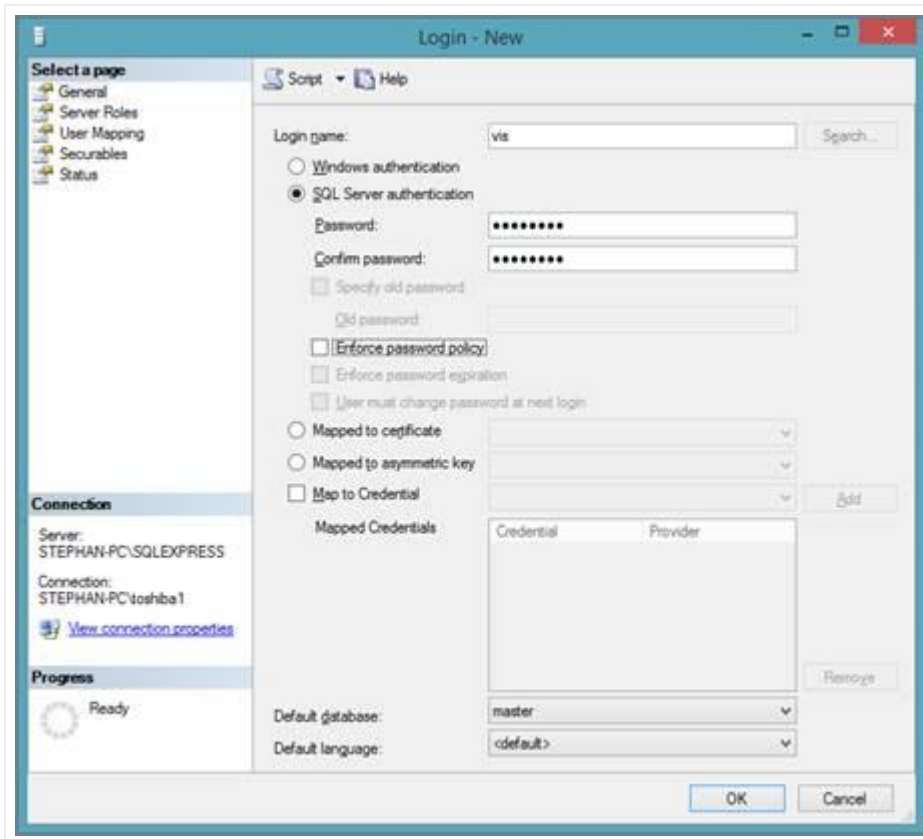 Login - New
Select a page
General
Server Roles
User Mapping
Securables
Status
Script Help
Login name: vis Search...
Windows authentication
SQL Server authentication
Password: ••••••••
Confirm password: ••••••••
Specify old password
Old password:
Enforce password policy
Enforce password expiration
User must change password at next login
Mapped to certificate
Mapped to asymmetric key
Map to Credential Add
Mapped Credentials Credential Provider
Remove
Default database: master
Default language: <default>
Connection
Server:
STEPHAN-PC\SQLEXPRESS
Connection:
STEPHAN-PC\toshiba1
View connection properties
Progress
Ready
OK Cancel